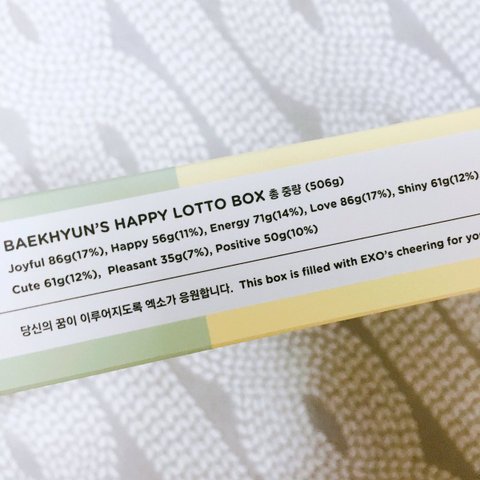 BAEKHYUN'S HAPPY LOTTO BOX 총 중량 (506g)
Joyful 86g(17%), Happy 56g(11%), Energy 71g(14%), Love 86g(17%), Shiny 61g(12%)
Cute 61g(12%), Pleasant 35g(7%), Positive 50g(10%)
당신의 꿈이 이루어지도록 엑소가 응원합니다. This box is filled with EXO's cheering for you